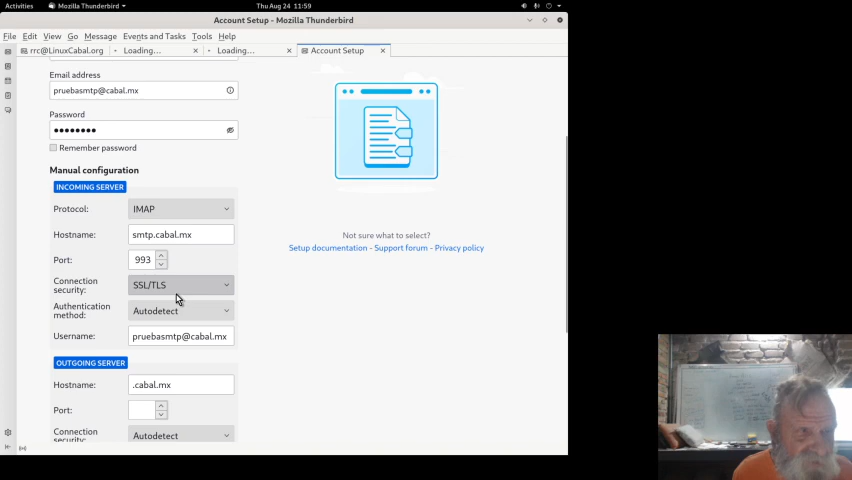 Activities
Mozilla Thunderbird
Thu Aug 24 11:59
Account Setup - Mozilla Thunderbird
File Edit View Go Message Events and Tasks Tools Help
rrc@LinuxCabal.org
Loading...
Loading...
Account Setup
Email address
pruebasmtp@cabal.mx
Password
Remember password
Manual configuration
INCOMING SERVER
Protocol: IMAP
Hostname: smtp.cabal.mx
Port: 993
Connection security: SSL/TLS
Authentication method: Autodetect
Username: pruebasmtp@cabal.mx
OUTGOING SERVER
Hostname: .cabal.mx
Port:
Connection security: Autodetect
Not sure what to select?
Setup documentation - Support forum - Privacy policy